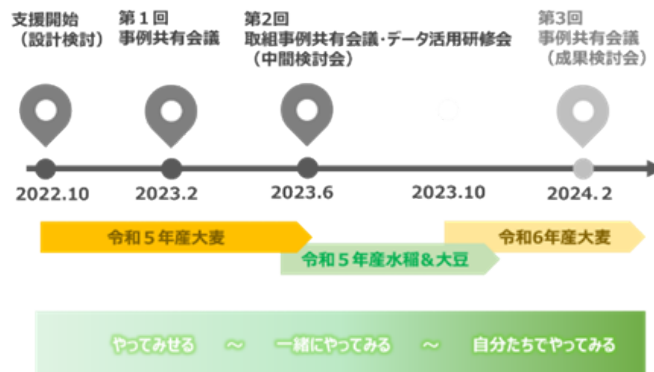 支援開始
（設計検討）
第１回
事例共有会議
第２回
取組事例共有会議・データ活用研修会
（中間検討会）
第３回
事例共有会議
（成果検討会）
2022.10
2023.2
2023.6
2023.10
2024.2
令和５年産大麦
令和6年産大麦
令和５年産水稲&大豆
やってみせる　～　一緒にやってみる　～　自分たちでやってみる